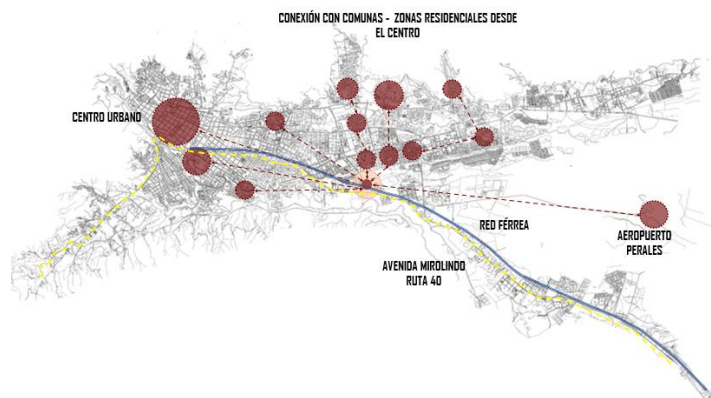 CONEXIÓN CON COMUNAS - ZONAS RESIDENCIALES DESDE
EL CENTRO
CENTRO URBANO
RED FÉRREA
AEROPUERTO
PERALES
AVENIDA MIROLINDO
RUTA 40